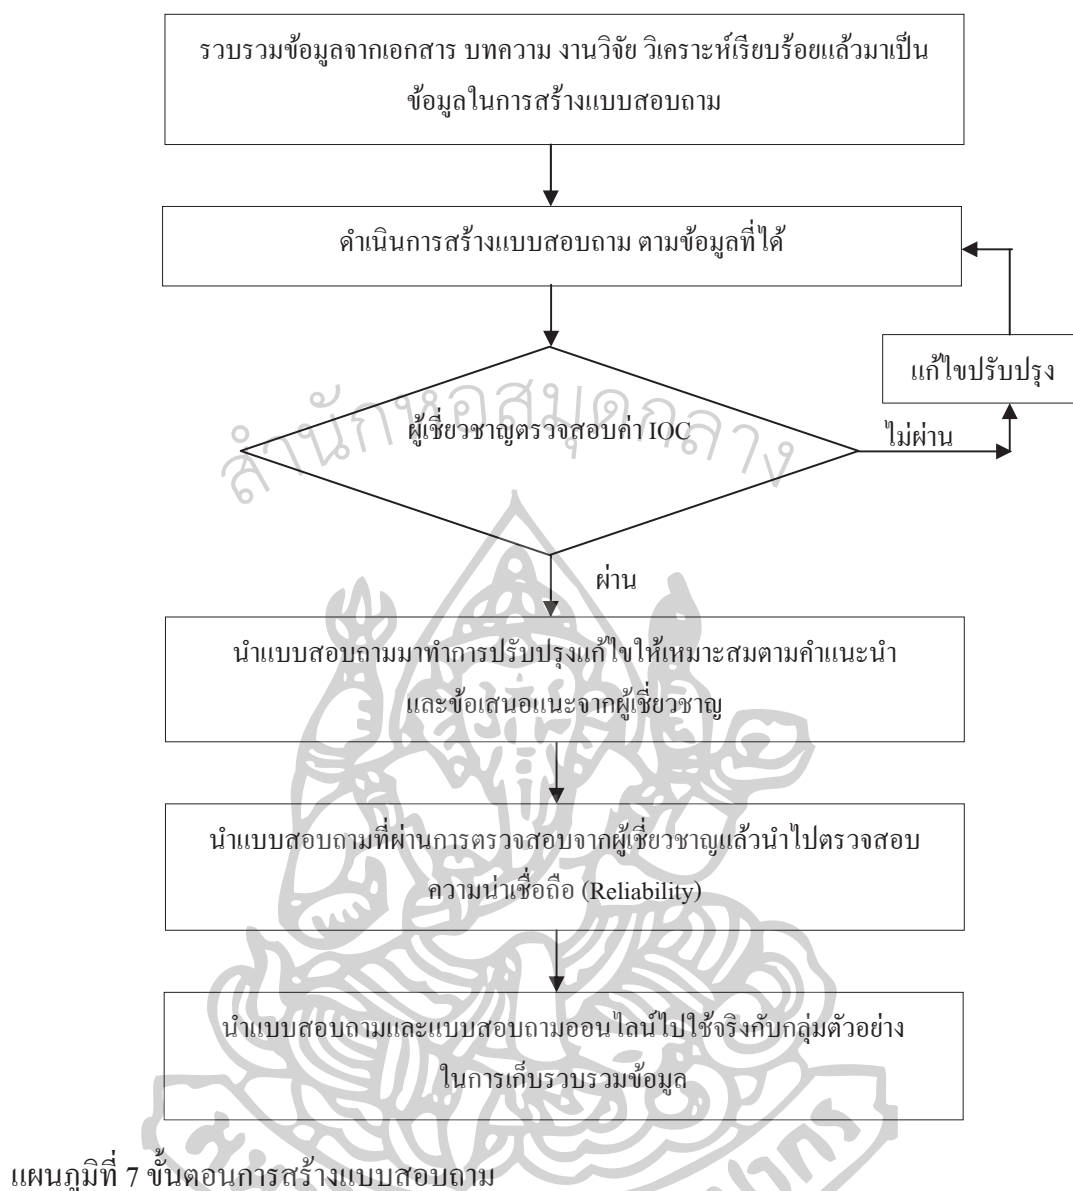 รวบรวมข้อมูลจากเอกสาร บทความ งานวิจัย วิเคราะห์เรียบร้อยแล้วมาเป็น
ข้อมูลในการสร้างแบบสอบถาม
ดำเนินการสร้างแบบสอบถาม ตามข้อมูลที่ได้
แก้ไขปรับปรุง
สำนักหอสมุดกลาง
ผู้เชี่ยวชาญตรวจสอบค่า IOC
ไม่ผ่าน
ผ่าน
นำแบบสอบถามมาทำการปรับปรุงแก้ไขให้เหมาะสมตามคำแนะนำ
และข้อเสนอแนะจากผู้เชี่ยวชาญ
นำแบบสอบถามที่ผ่านการตรวจสอบจากผู้เชี่ยวชาญแล้วนำไปตรวจสอบ
ความน่าเชื่อถือ (Reliability)
นำแบบสอบถามและแบบสอบถามออนไลน์ไปใช้จริงกับกลุ่มตัวอย่าง
ในการเก็บรวบรวมข้อมูล
แผนภูมิที่ 7 ขั้นตอนการสร้างแบบสอบถาม